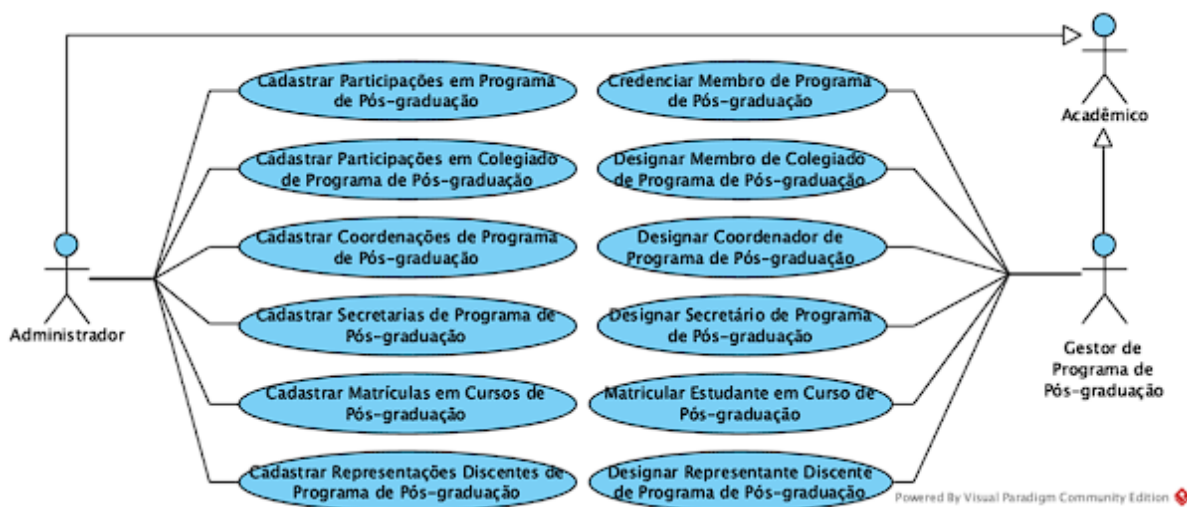 Cadastrar Participações em Programa
de Pós-graduação
Credenciar Membro de Programa
de Pós-graduação
Acadêmico
Cadastrar Participações em Colegiado
de Programa de Pós-graduação
Designar Membro de Colegiado
de Programa de Pós-graduação
Cadastrar Coordenações de Programa
de Pós-graduação
Designar Coordenador de
Programa de Pós-graduação
Administrador
Cadastrar Secretarias de Programa de
Pós-graduação
Designar Secretário de Programa
de Pós-graduação
Gestor de
Programa de
Pós-graduação
Cadastrar Matrículas em Cursos de
Pós-graduação
Matricular Estudante em Curso de
Pós-graduação
Cadastrar Representações Discentes de
Programa de Pós-graduação
Designar Representante Discente
de Programa de Pós-graduação
Powered By Visual Paradigm Community Edition